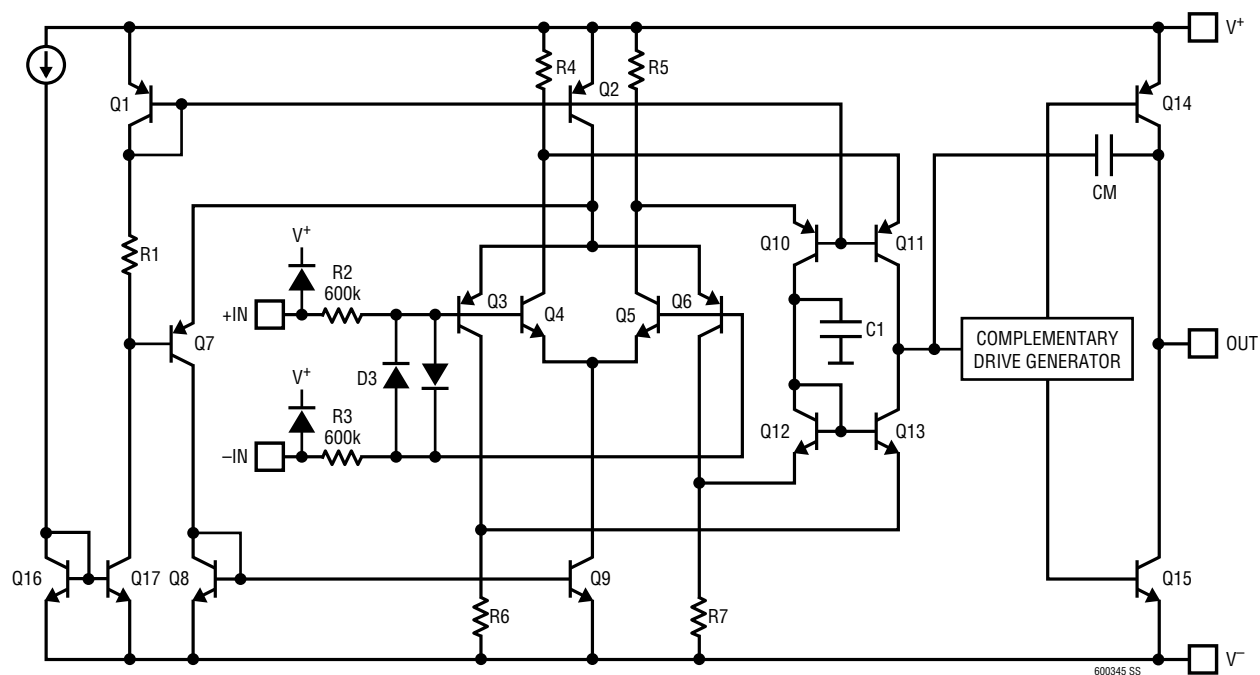 V+
R4
R5
Q1
Q2
Q14
CM
R1
V+
R2
600k
+IN
Q3
Q4
Q5
Q6
Q10
Q11
Q7
C1
COMPLEMENTARY
DRIVE GENERATOR
OUT
D3
V+
R3
600k
–IN
Q12
Q13
Q16
Q17
Q8
Q9
Q15
R6
R7
V–
600345 SS